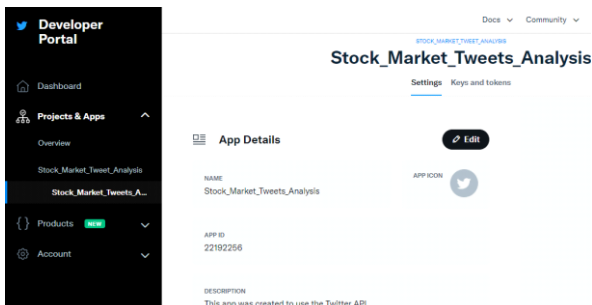 Developer
Portal
Dashboard
Projects & Apps
Overview
Stock_Market_Tweet_Analysis
Stock_Market_Tweets_A...
Products NEW
Account
Docs Community
STOCK_MARKET_TWEET_ANALYSIS
Stock_Market_Tweets_Analysis
Settings Keys and tokens
App Details
Edit
NAME
Stock_Market_Tweets_Analysis
APP ICON
APP ID
22192256
DESCRIPTION
This app was created to use the Twitter API.